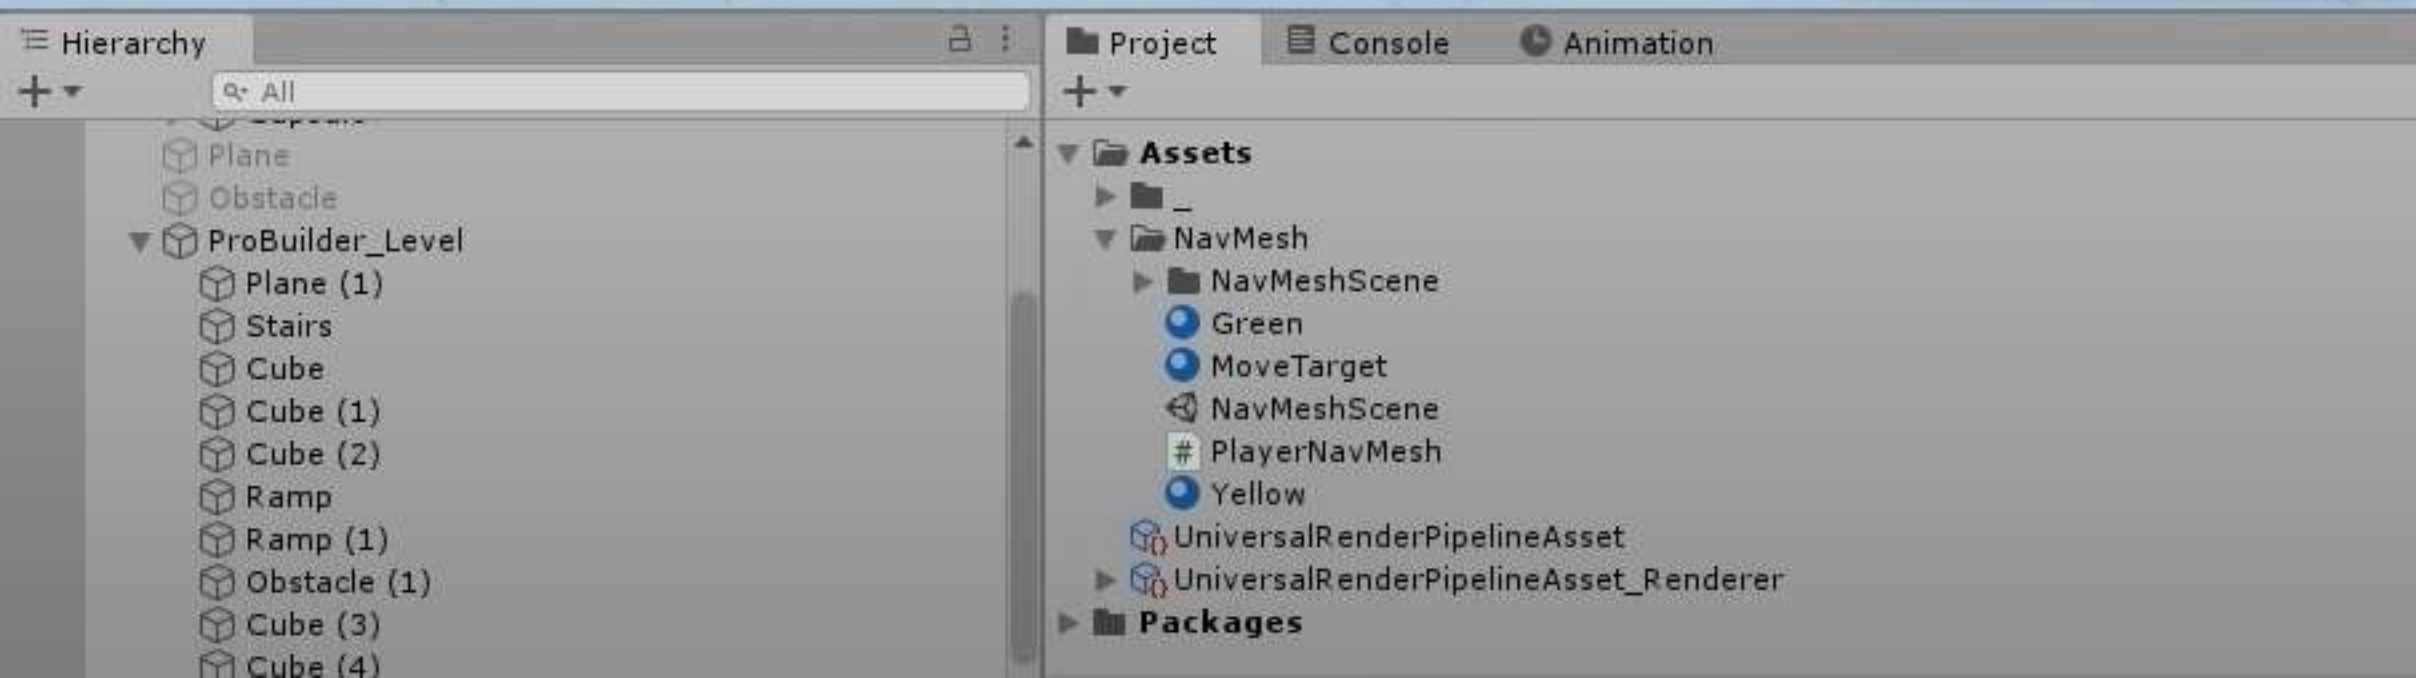 Hierarchy
All
Capsule
Plane
Obstacle
ProBuilder_Level
Plane (1)
Stairs
Cube
Cube (1)
Cube (2)
Ramp
Ramp (1)
Obstacle (1)
Cube (3)
Cube (4)
Project
Console
Animation
Assets
_
NavMesh
NavMeshScene
Green
MoveTarget
NavMeshScene
PlayerNavMesh
Yellow
UniversalRenderPipelineAsset
UniversalRenderPipelineAsset_Renderer
Packages